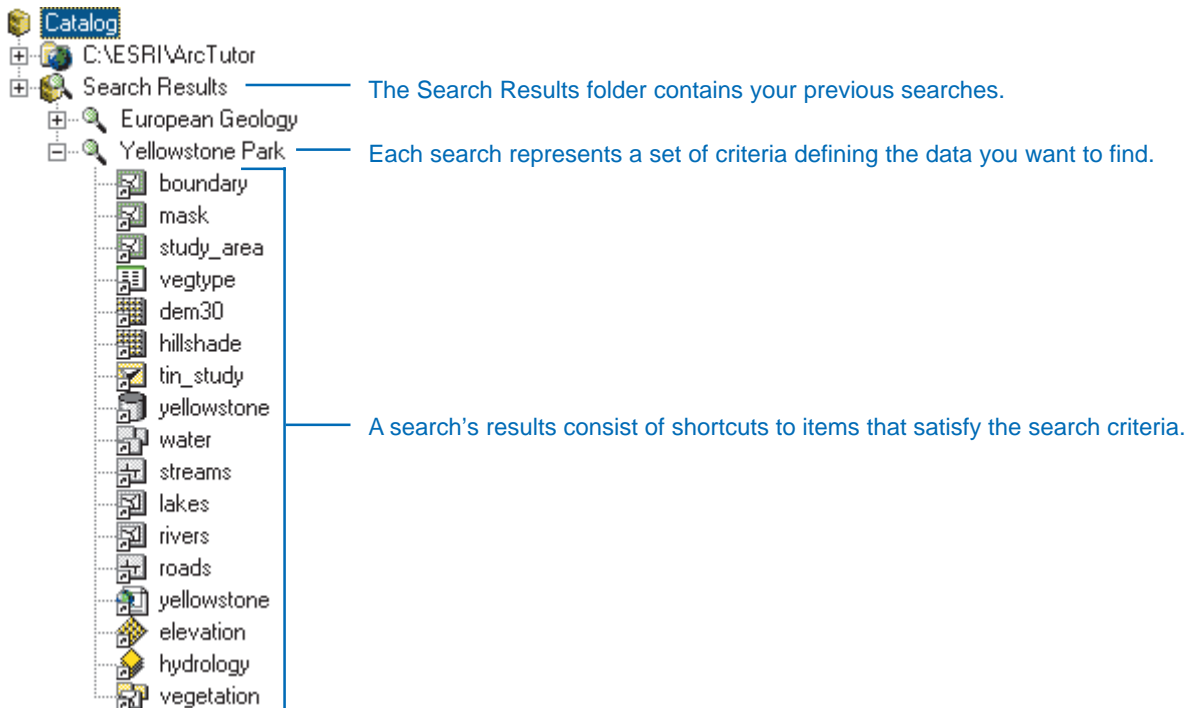 Catalog
C:\ESRI\ArcTutor
Search Results
The Search Results folder contains your previous searches.
European Geology
Yellowstone Park
Each search represents a set of criteria defining the data you want to find.
boundary
mask
study_area
vegtype
dem30
hillshade
tin_study
yellowstone
water
A search's results consist of shortcuts to items that satisfy the search criteria.
streams
lakes
rivers
roads
yellowstone
elevation
hydrology
vegetation